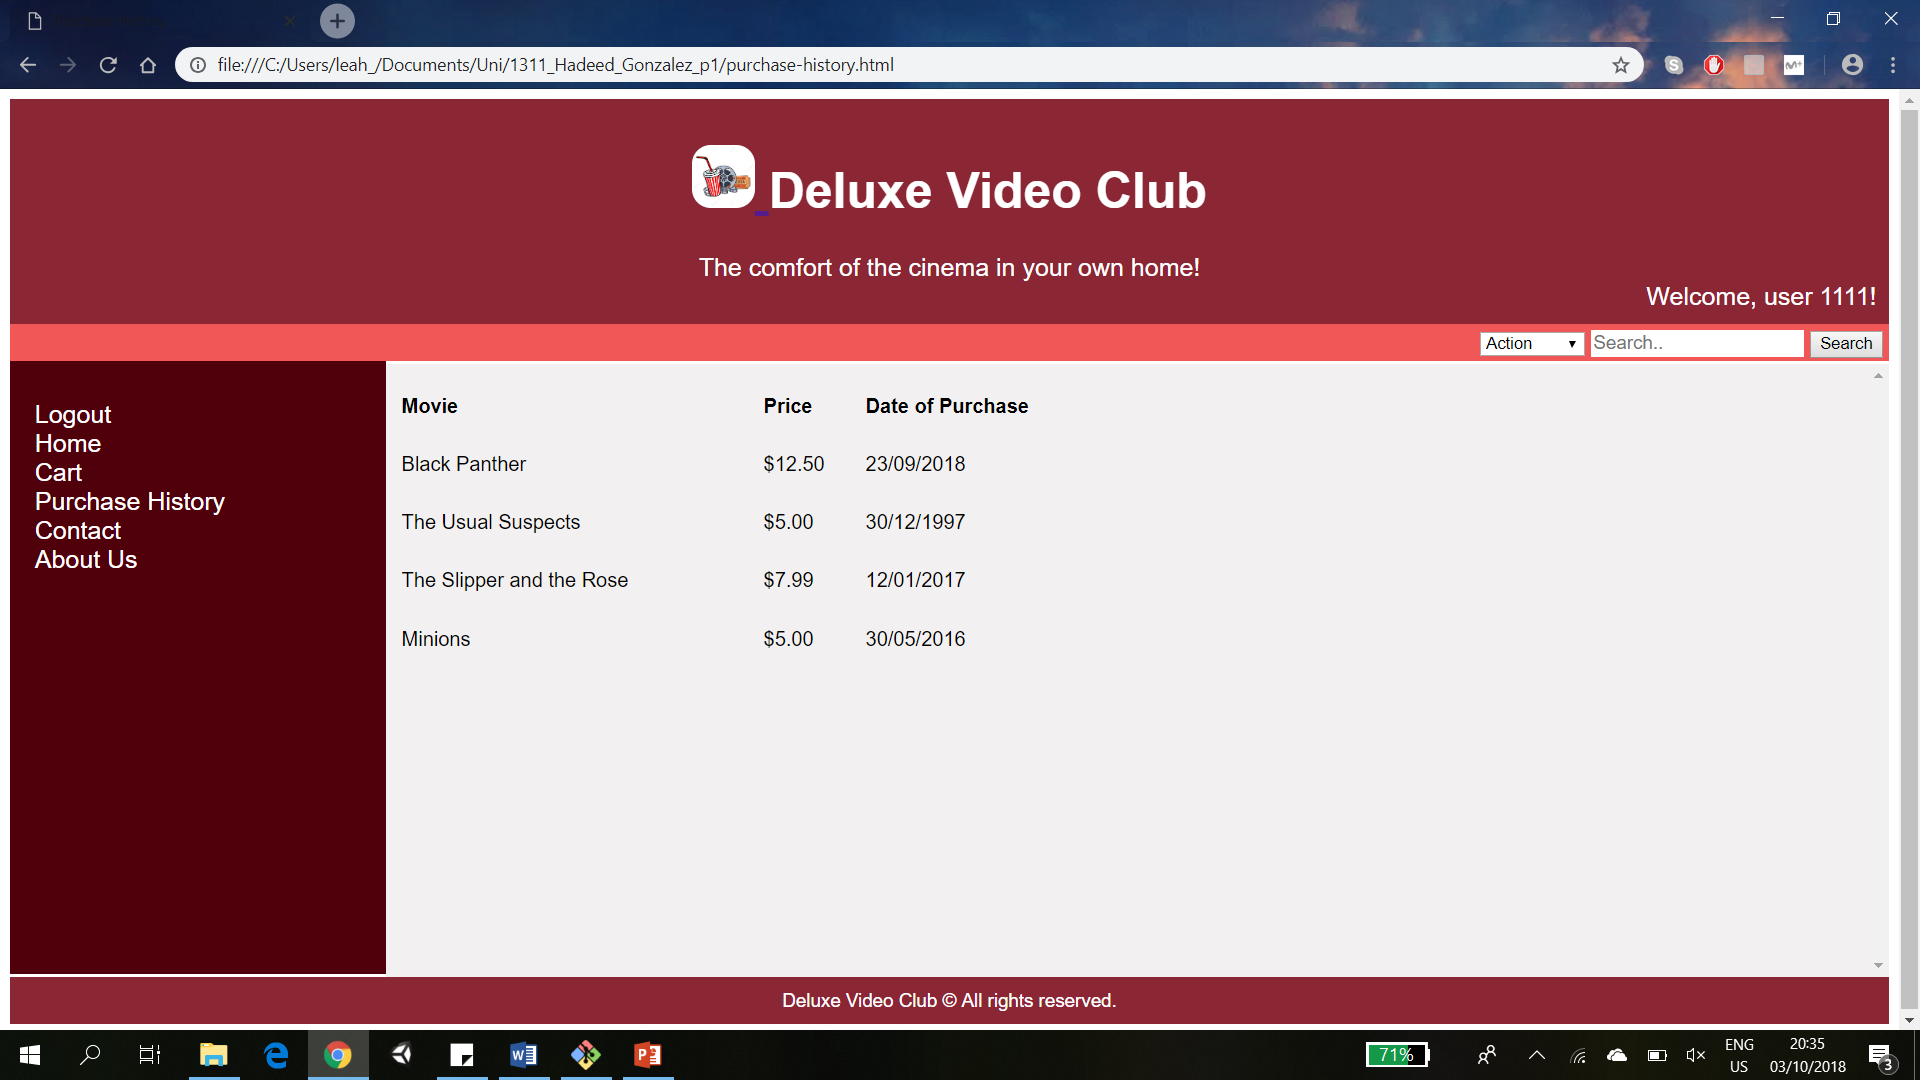 file:///C:/Users/leah_/Documents/Uni/1311_Hadeed_Gonzalez_p1/purchase-history.html
Deluxe Video Club
The comfort of the cinema in your own home!
Welcome, user 1111!
Action Search.. Search
Logout
Home
Cart
Purchase History
Contact
About Us
Movie Price Date of Purchase
Black Panther $12.50 23/09/2018
The Usual Suspects $5.00 30/12/1997
The Slipper and the Rose $7.99 12/01/2017
Minions $5.00 30/05/2016
Deluxe Video Club © All rights reserved.
71%
ENG
US
20:35
03/10/2018
3